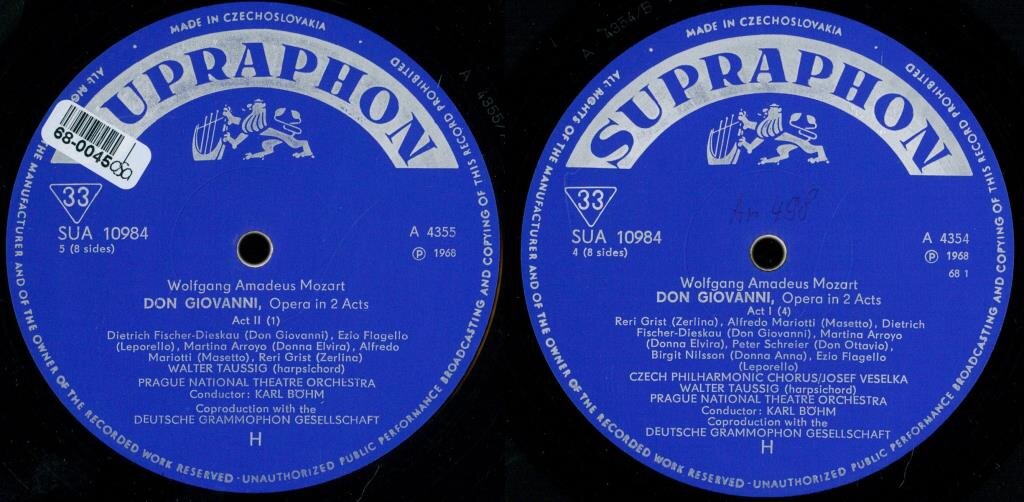 MADE IN CZECHOSLOVAKIA
ALL RIGHTS OF THE MANUFACTURER AND OF THE OWNER OF THE RECORDED WORK RESERVED · UNAUTHORIZED PUBLIC PERFORMANCE BROADCASTING AND COPYING OF THIS RECORD PROHIBITED
UPRAPHON
68-0045
33
SUA 10984
5 (8 sides)
A 4355
Ⓟ 1968
Wolfgang Amadeus Mozart
DON GIOVANNI, Opera in 2 Acts
Act II (1)
Dietrich Fischer-Dieskau (Don Giovanni), Ezio Flagello
(Leporello), Martina Arroyo (Donna Elvira), Alfredo
Mariotti (Masetto), Reri Grist (Zerlina)
WALTER TAUSSIG (harpsichord)
PRAGUE NATIONAL THEATRE ORCHESTRA
Conductor: KARL BÖHM
Coproduction with the
DEUTSCHE GRAMMOPHON GESELLSCHAFT
H
A 4355/
MADE IN CZECHOSLOVAKIA
ALL RIGHTS OF THE MANUFACTURER AND OF THE OWNER OF THE RECORDED WORK RESERVED · UNAUTHORIZED PUBLIC PERFORMANCE BROADCASTING AND COPYING OF THIS RECORD PROHIBITED
SUPRAPHON
33
SUA 10984
4 (8 sides)
A 4354
Ⓟ 1968
68 1
Wolfgang Amadeus Mozart
DON GIOVANNI, Opera in 2 Acts
Act I (4)
Reri Grist (Zerlina), Alfredo Mariotti (Masetto), Dietrich
Fischer-Dieskau (Don Giovanni), Martina Arroyo
(Donna Elvira), Peter Schreier (Don Ottavio),
Birgit Nilsson (Donna Anna), Ezio Flagello
(Leporello)
CZECH PHILHARMONIC CHORUS/JOSEF VESELKA
WALTER TAUSSIG (harpsichord)
PRAGUE NATIONAL THEATRE ORCHESTRA
Conductor: KARL BÖHM
Coproduction with the
DEUTSCHE GRAMMOPHON GESELLSCHAFT
H